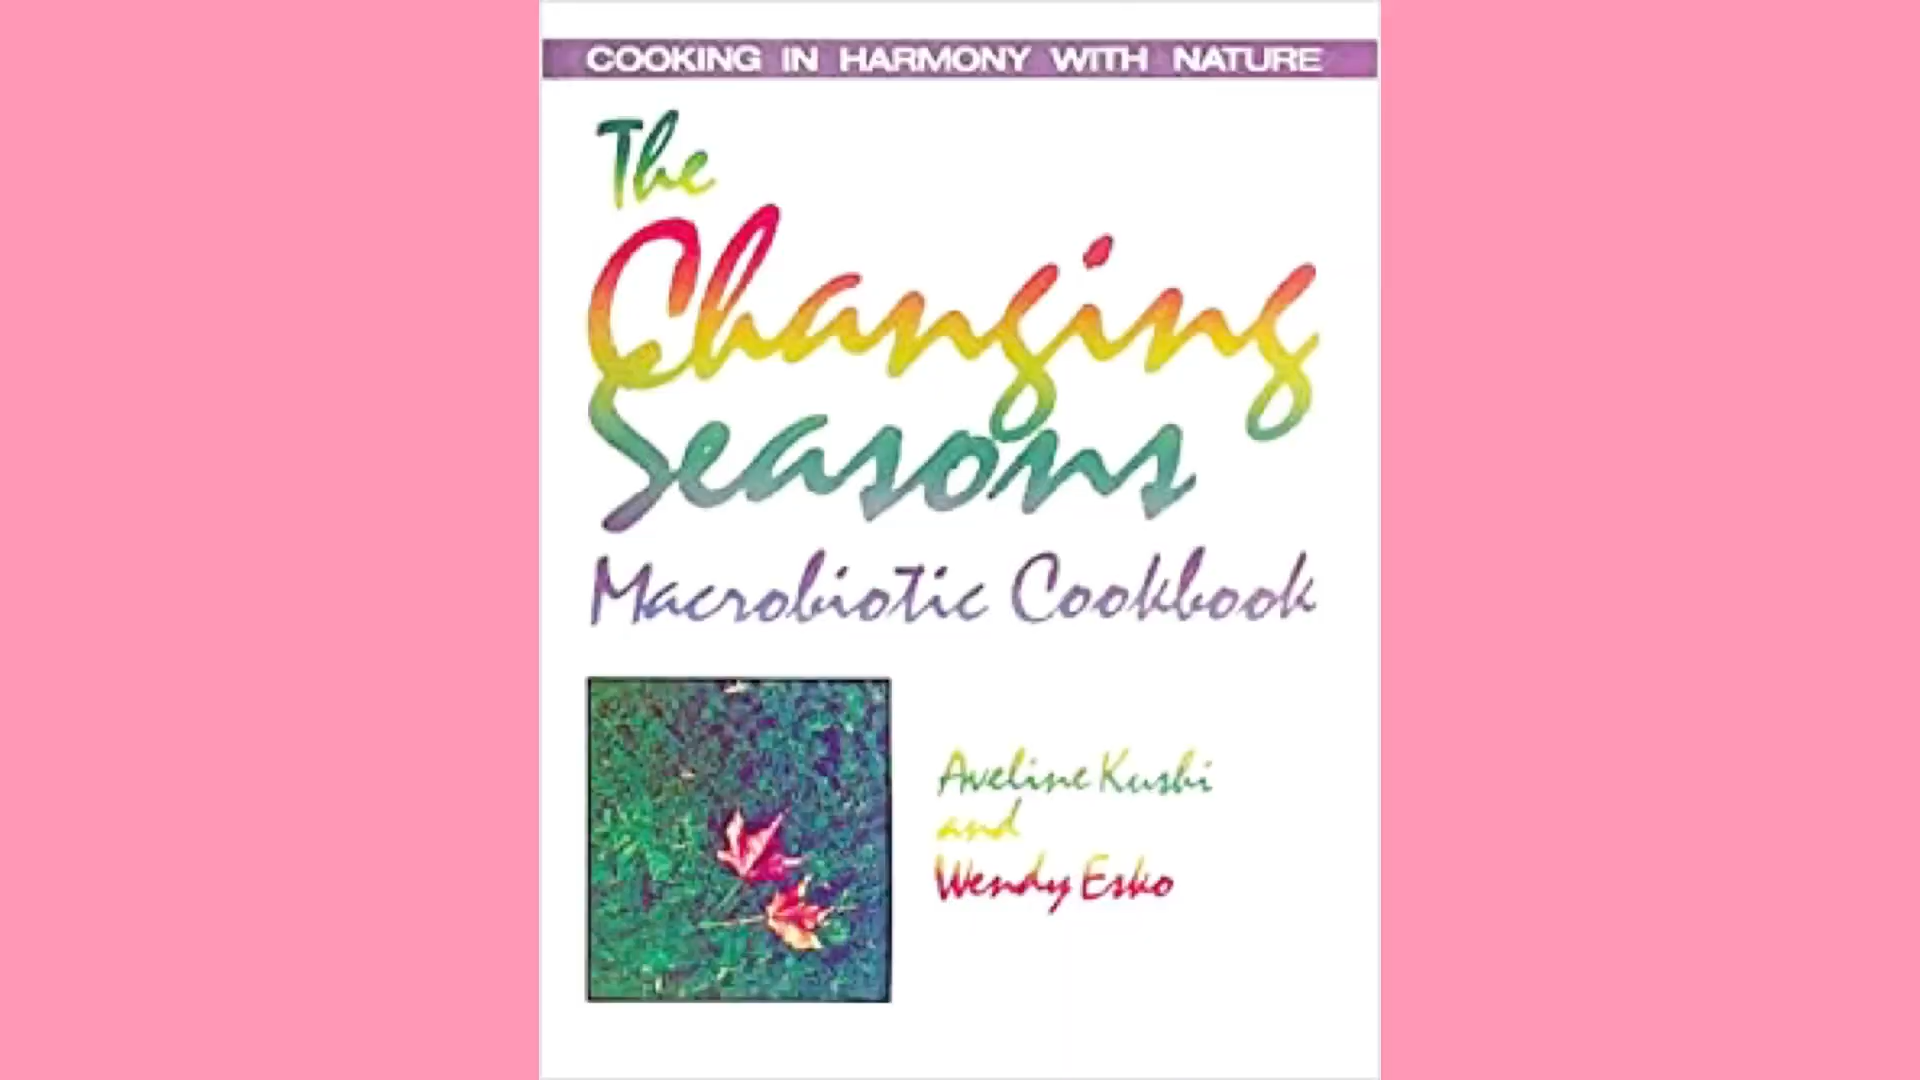 COOKING IN HARMONY WITH NATURE
The
Changing
Seasons
Macrobiotic Cookbook
Aveline Kushi
and
Wendy Esko